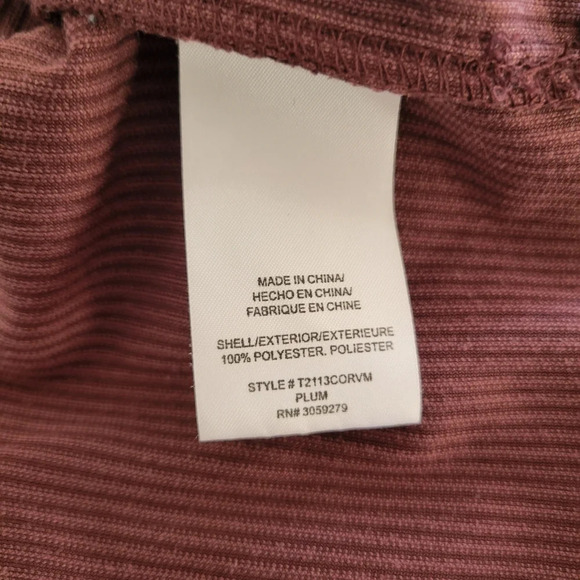 MADE IN CHINA/
HECHO EN CHINA/
FABRIQUE EN CHINE
SHELL/EXTERIOR/EXTERIEURE
100% POLYESTER. POLIESTER
STYLE # T2113CORVM
PLUM
RN# 3059279